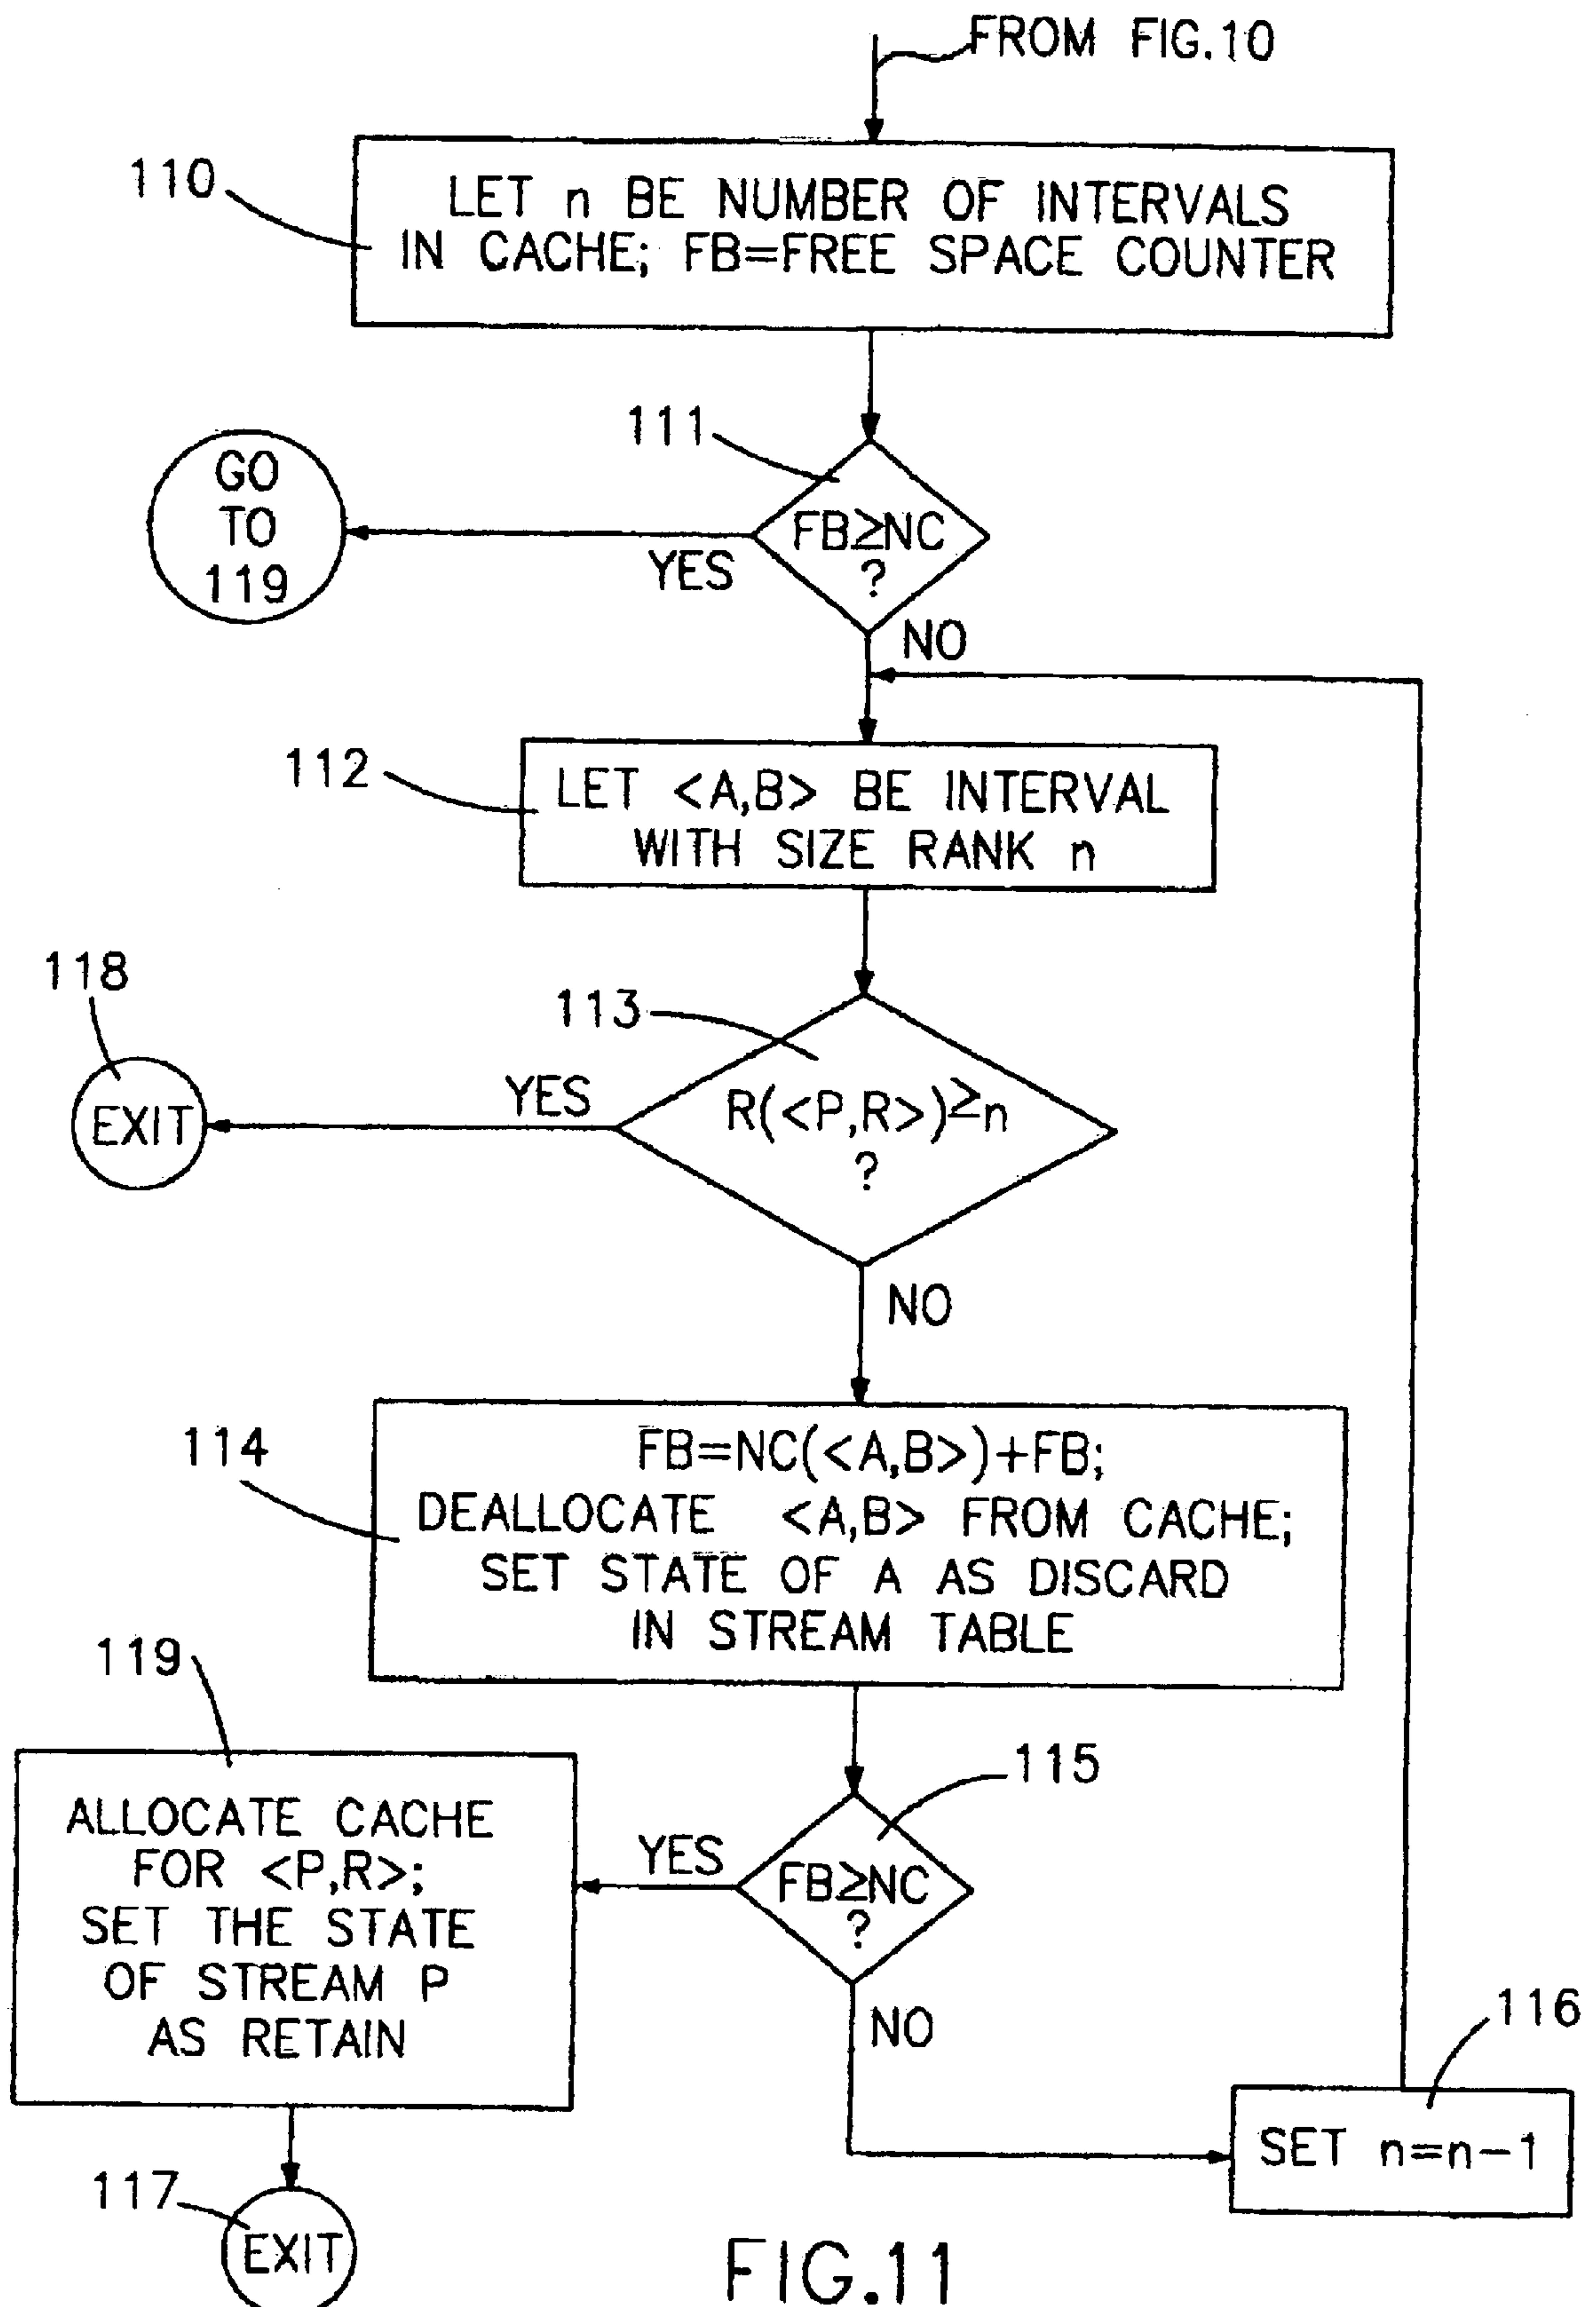 FROM FIG.10
110
LET n BE NUMBER OF INTERVALS
IN CACHE; FB=FREE SPACE COUNTER
111
GO
TO
119
FB≥NC
?
YES
NO
112
LET <A,B> BE INTERVAL
WITH SIZE RANK n
118
113
EXIT
YES
R(<P,R>)≥n
?
NO
114
FB=NC(<A,B>)+FB;
DEALLOCATE <A,B> FROM CACHE;
SET STATE OF A AS DISCARD
IN STREAM TABLE
119
115
ALLOCATE CACHE
FOR <P,R>;
SET THE STATE
OF STREAM P
AS RETAIN
YES
FB≥NC
?
NO
116
SET n=n-1
117
EXIT
FIG.11